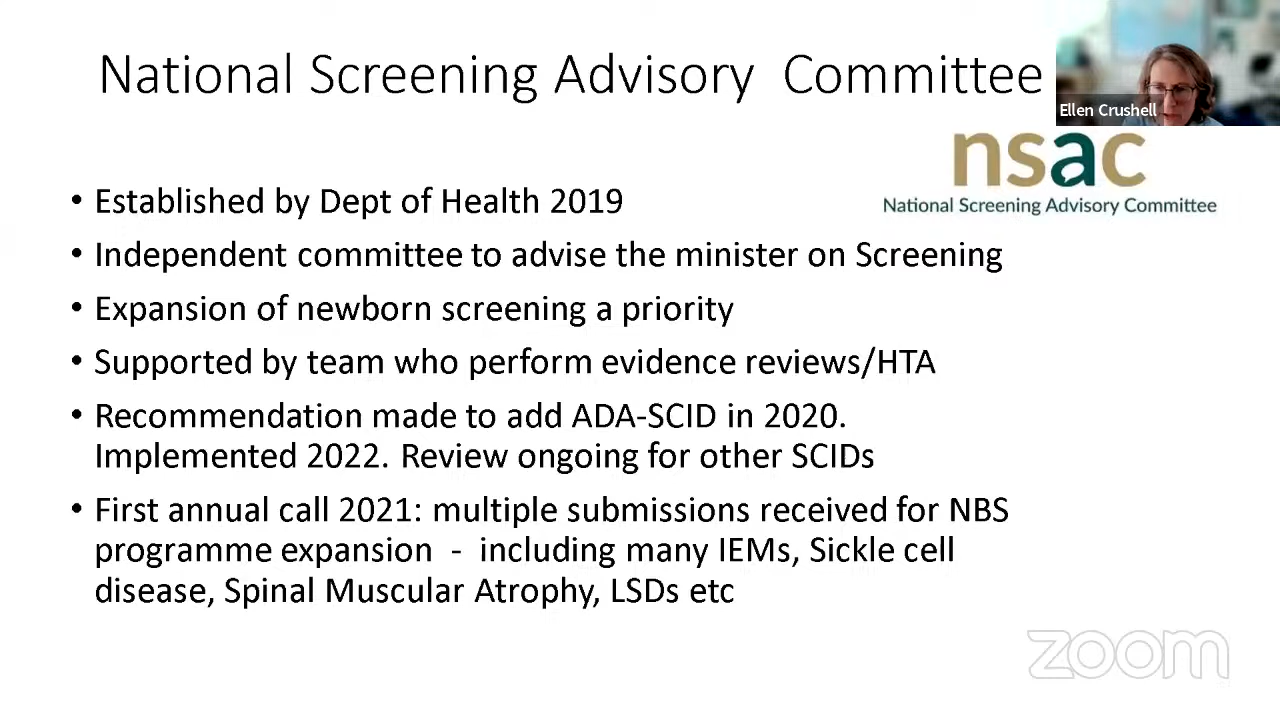 National Screening Advisory Committee
Ellen Crushell
nsac
National Screening Advisory Committee
• Established by Dept of Health 2019
• Independent committee to advise the minister on Screening
• Expansion of newborn screening a priority
• Supported by team who perform evidence reviews/HTA
• Recommendation made to add ADA-SCID in 2020.
Implemented 2022. Review ongoing for other SCIDs
• First annual call 2021: multiple submissions received for NBS
programme expansion - including many IEMs, Sickle cell
disease, Spinal Muscular Atrophy, LSDs etc
zoom